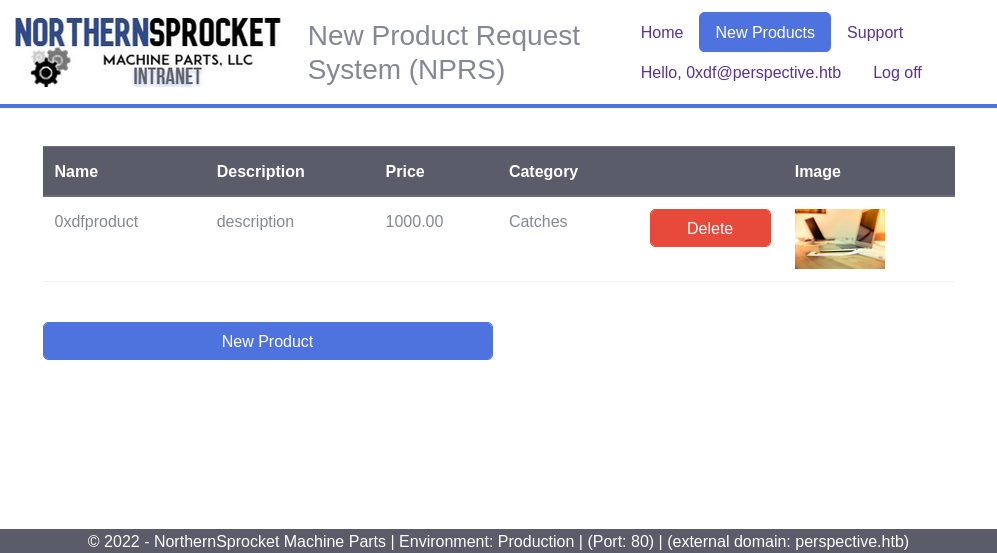 NORTHERNSPROCKET
MACHINE PARTS, LLC
INTRANET
New Product Request
System (NPRS)
Home New Products Support
Hello, 0xdf@perspective.htb Log off
Name Description Price Category Image
0xdfproduct description 1000.00 Catches Delete
New Product
© 2022 - NorthernSprocket Machine Parts | Environment: Production | (Port: 80) | (external domain: perspective.htb)